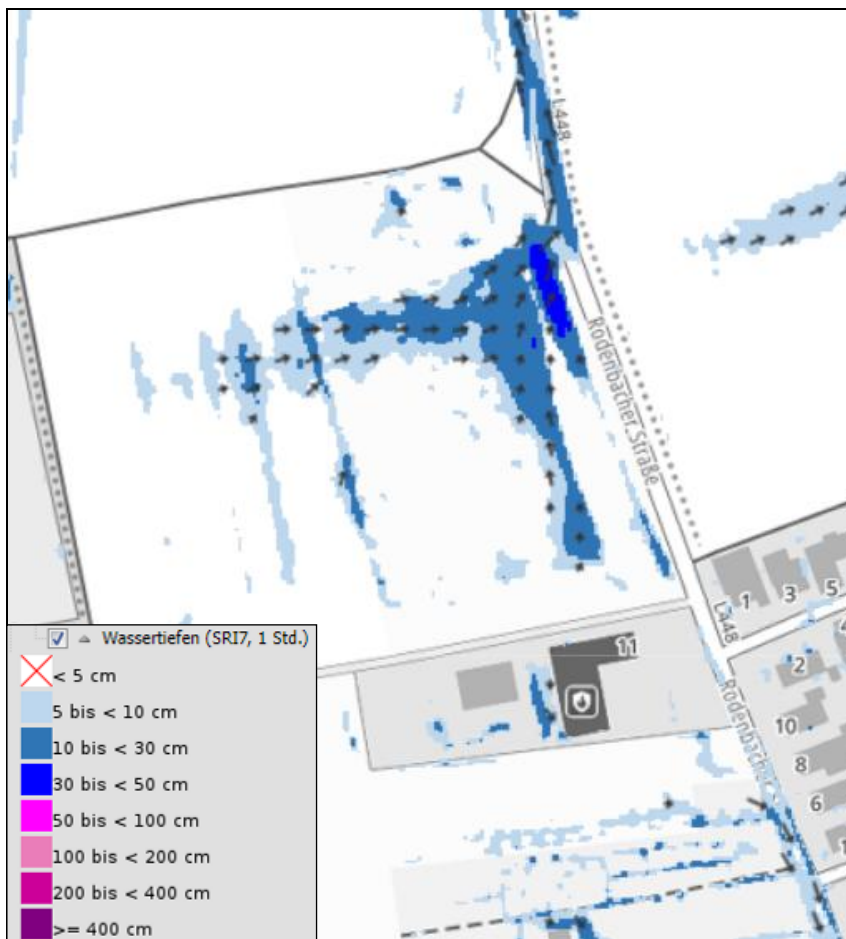 L448
Rodenbacher Straße
1
3
5
L448
11
2
4
10
Rodenbacher S
8
6
1
Wassertiefen (SRI7, 1 Std.)
< 5 cm
5 bis < 10 cm
10 bis < 30 cm
30 bis < 50 cm
50 bis < 100 cm
100 bis < 200 cm
200 bis < 400 cm
>= 400 cm